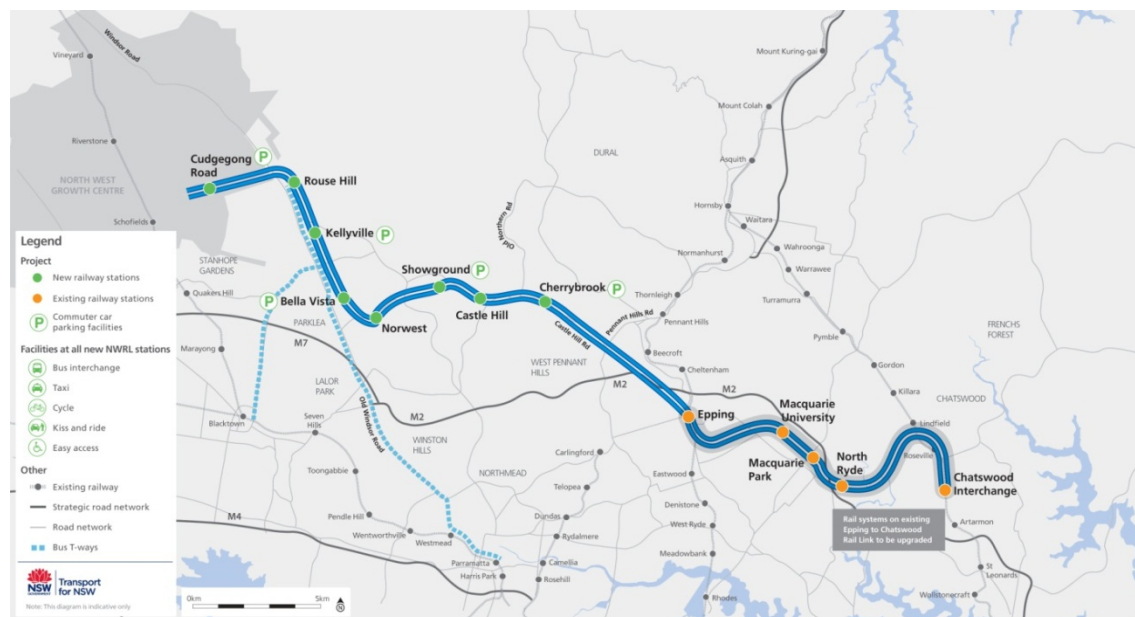 Windsor Road
Vineyard
Riverstone
NORTH WEST
GROWTH CENTRE
Schofields
Cudgegong
Road
P
Rouse Hill
Kellyville
P
STANHOPE
GARDENS
Quakers Hill
P
Bella Vista
PARKLEA
Norwest
Showground
P
Castle Hill
Cherrybrook
P
Old Northern Rd
DURAL
Mount Kuring-gai
Mount Colah
Asquith
Hornsby
Waitara
Normanhurst
Wahroonga
Warrawee
Thornleigh
Turramurra
Pennant Hills Rd
Pennant Hills
Castle Hill Rd
Pymble
Beecroft
Cheltenham
WEST PENNANT
HILLS
Gordon
FRENCHS
FOREST
Killara
CHATSWOOD
Lindfield
Roseville
Marayong
M7
LALOR
PARK
M2
M2
M2
Blacktown
Seven
Hills
Old Windsor Road
WINSTON
HILLS
Toongabbie
NORTHMEAD
Carlingford
Telopea
Epping
Macquarie
University
Macquarie
Park
North
Ryde
Chatswood
Interchange
Eastwood
Denistone
West Ryde
Meadowbank
Rhodes
Pendle Hill
M4
Wentworthville
Westmead
Parramatta
Harris Park
Dundas
Rydalmere
Camellia
Rosehill
Artarmon
St
Leonards
Wollstonecraft
Rail systems on existing
Epping to Chatswood
Rail Link to be upgraded
Legend
Project
New railway stations
Existing railway stations
P
Commuter car
parking facilities
Facilities at all new NWRL stations
Bus interchange
Taxi
Cycle
Kiss and ride
Easy access
Other
Existing railway
Strategic road network
Road network
Bus T-ways
NSW
GOVERNMENT
Transport
for NSW
Note: This diagram is indicative only
0km
5km
N